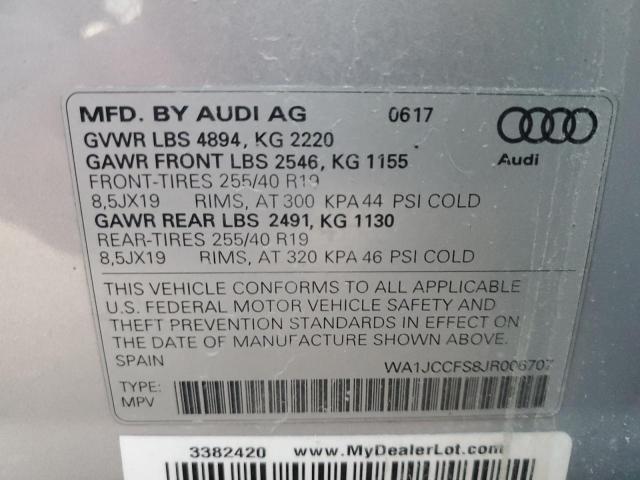 MFD. BY AUDI AG 0617
GVWR LBS 4894, KG 2220
GAWR FRONT LBS 2546, KG 1155
Audi
FRONT-TIRES 255/40 R19
8,5JX19 RIMS, AT 300 KPA 44 PSI COLD
GAWR REAR LBS 2491, KG 1130
REAR-TIRES 255/40 R19
8,5JX19 RIMS, AT 320 KPA 46 PSI COLD
THIS VEHICLE CONFORMS TO ALL APPLICABLE
U.S. FEDERAL MOTOR VEHICLE SAFETY AND
THEFT PREVENTION STANDARDS IN EFFECT ON
THE DATE OF MANUFACTURE SHOWN ABOVE.
SPAIN WA1JCCFS8JR006707
TYPE:
MPV
3382420 www.MyDealerLot.com